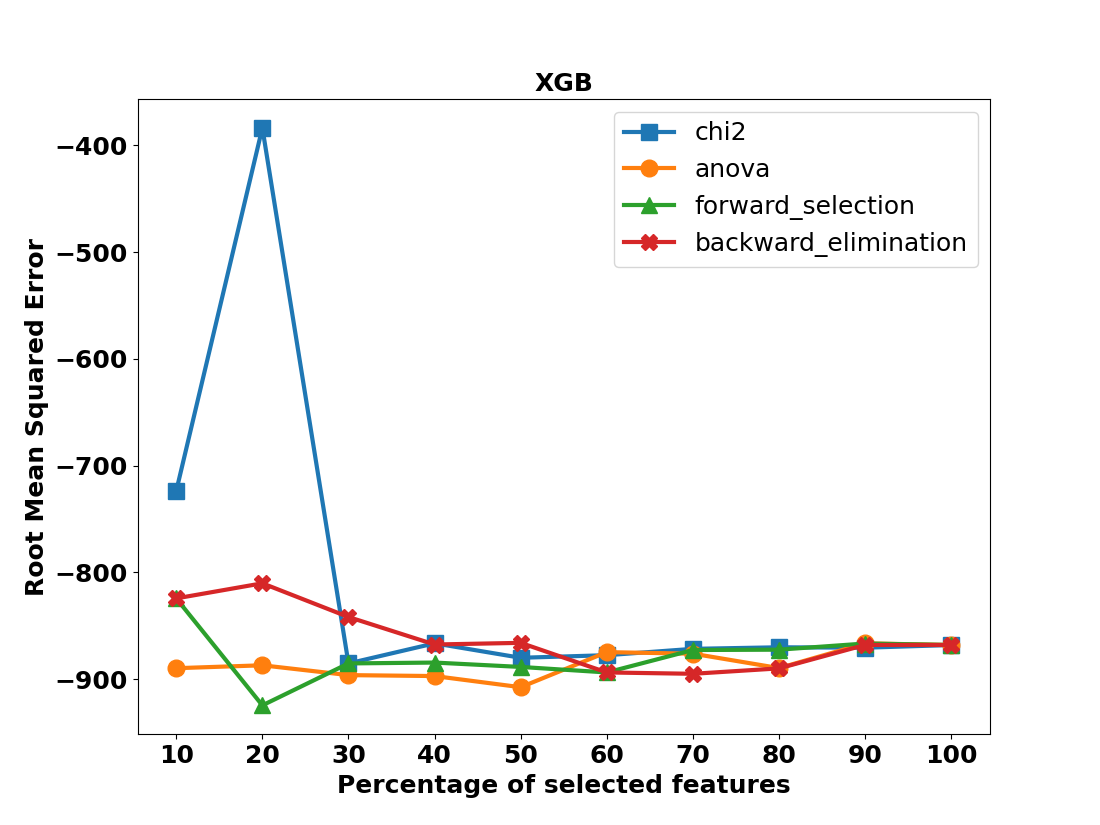 XGB
chi2
anova
forward_selection
backward_elimination
Root Mean Squared Error
−400
−500
−600
−700
−800
−900
10 20 30 40 50 60 70 80 90 100
Percentage of selected features